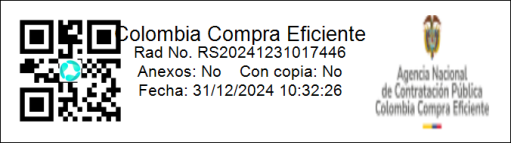 Colombia Compra Eficiente
Rad No. RS20241231017446
Anexos: No Con copia: No
Fecha: 31/12/2024 10:32:26
Agencia Nacional
de Contratación Pública
Colombia Compra Eficiente